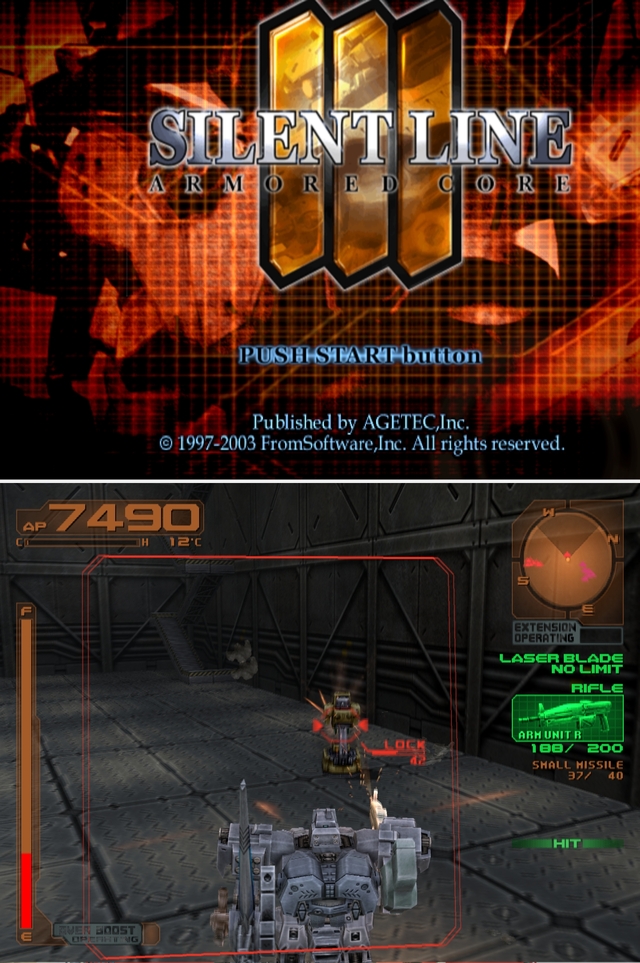 SILENT LINE
ARMORED CORE
PUSH START button
Published by AGETEC,Inc.
© 1997-2003 FromSoftware,Inc. All rights reserved.
AP 7490
C H 12°C
W
N
S
E
F
EXTENSION
OPERATING
LASER BLADE
NO LIMIT
RIFLE
ARM UNIT R
188/ 200
SMALL MISSILE
37/ 40
LOCK
HIT
OVER BOOST
OPERATING
E